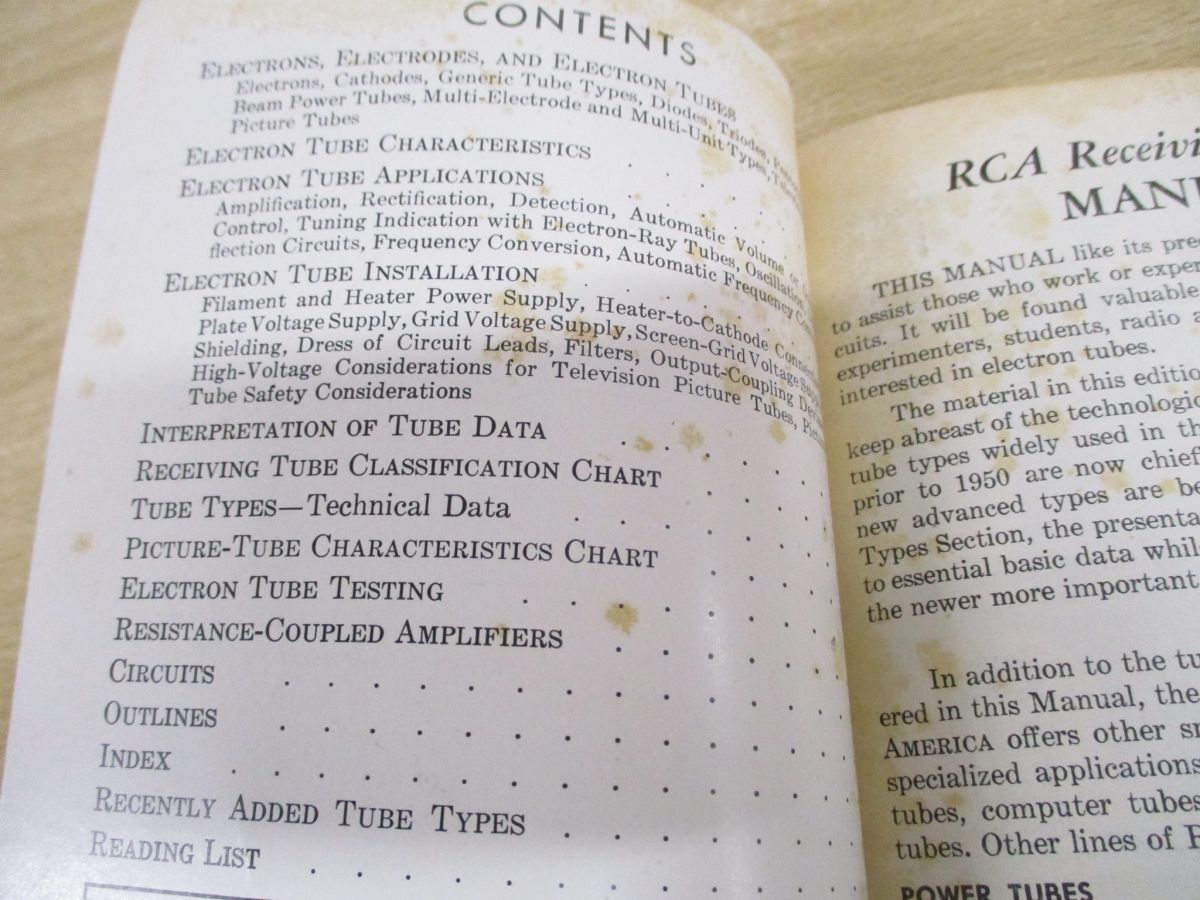 CONTENTS
ELECTRONS, ELECTRODES, AND ELECTRON TUBES
Electrons, Cathodes, Generic Tube Types, Diodes, Triodes,
Beam Power Tubes, Multi-Electrode and Multi-Unit Types,
Picture Tubes
ELECTRON TUBE CHARACTERISTICS . . .
ELECTRON TUBE APPLICATIONS . . . .
Amplification, Rectification, Detection, Automatic Volume or
Control, Tuning Indication with Electron-Ray Tubes, Oscillation
flection Circuits, Frequency Conversion, Automatic Frequency
ELECTRON TUBE INSTALLATION . . . .
Filament and Heater Power Supply, Heater-to-Cathode
Plate Voltage Supply, Grid Voltage Supply, Screen-Grid Voltage
Shielding, Dress of Circuit Leads, Filters, Output-Coupling
High-Voltage Considerations for Television Picture Tubes,
Tube Safety Considerations
INTERPRETATION OF TUBE DATA . . . . .
RECEIVING TUBE CLASSIFICATION CHART . . . .
TUBE TYPES—Technical Data . . . . . .
PICTURE-TUBE CHARACTERISTICS CHART . . . .
ELECTRON TUBE TESTING . . . . . . .
RESISTANCE-COUPLED AMPLIFIERS . . . . . .
CIRCUITS . . . . . . . . . . . .
OUTLINES . . . . . . . . . . . .
INDEX . . . . . . . . . . . . .
RECENTLY ADDED TUBE TYPES . . . . . .
READING LIST . . . . . . . . . . .
RCA Receivi
MANU
THIS MANUAL like its pre
to assist those who work or exper
cuits. It will be found valuable
experimenters, students, radio a
interested in electron tubes.
The material in this editio
keep abreast of the technologic
tube types widely used in th
prior to 1950 are now chief
new advanced types are be
Types Section, the presenta
to essential basic data while
the newer more important
In addition to the tu
ered in this Manual, the
AMERICA offers other sm
specialized applications
tubes, computer tubes
tubes. Other lines of
POWER TUBES